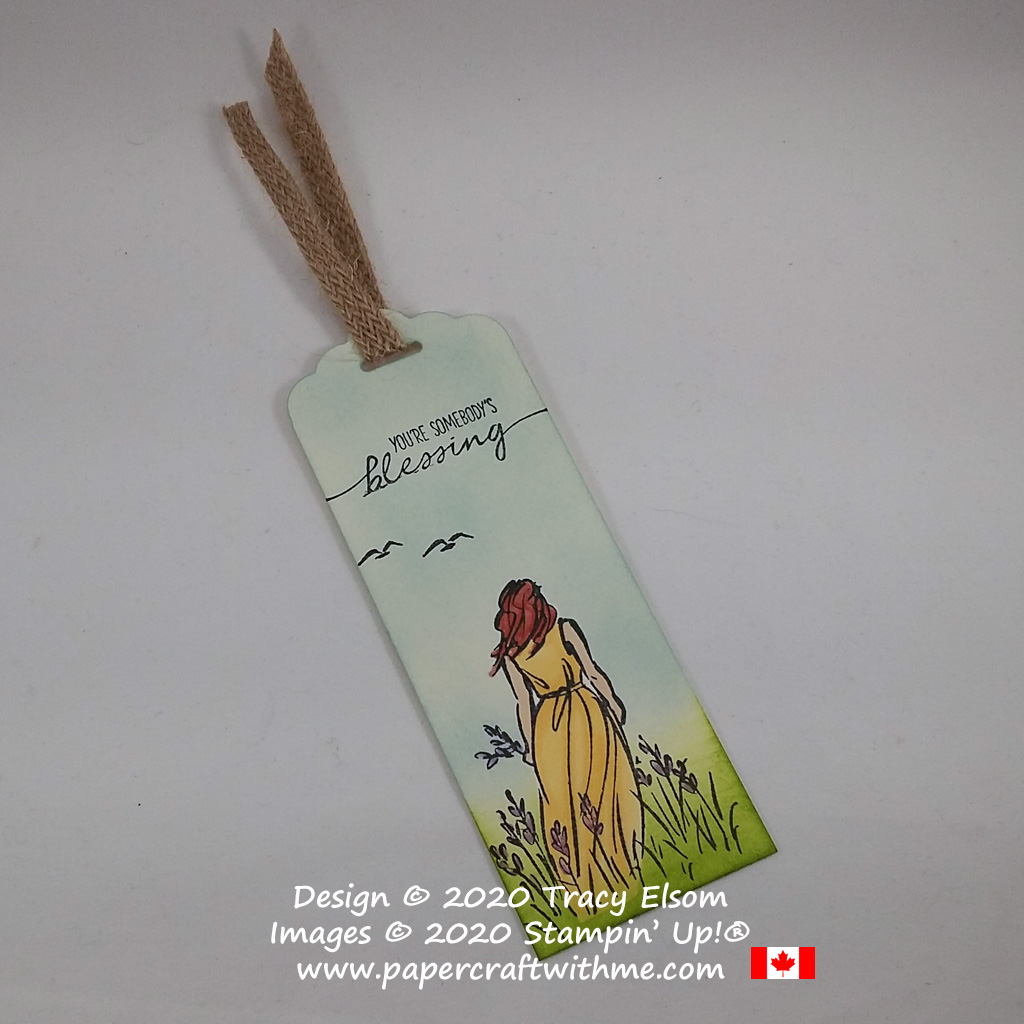 YOU'RE SOMEBODY'S
blessing
Design © 2020 Tracy Elsom
Images © 2020 Stampin' Up!®
www.papercraftwithme.com